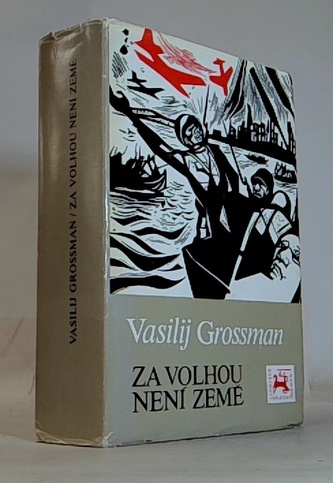 VASILIJ GROSSMAN / ZA VOLHOU NENÍ ZEMĚ
Vasilij Grossman
ZA VOLHOU
NENÍ ZEMĚ